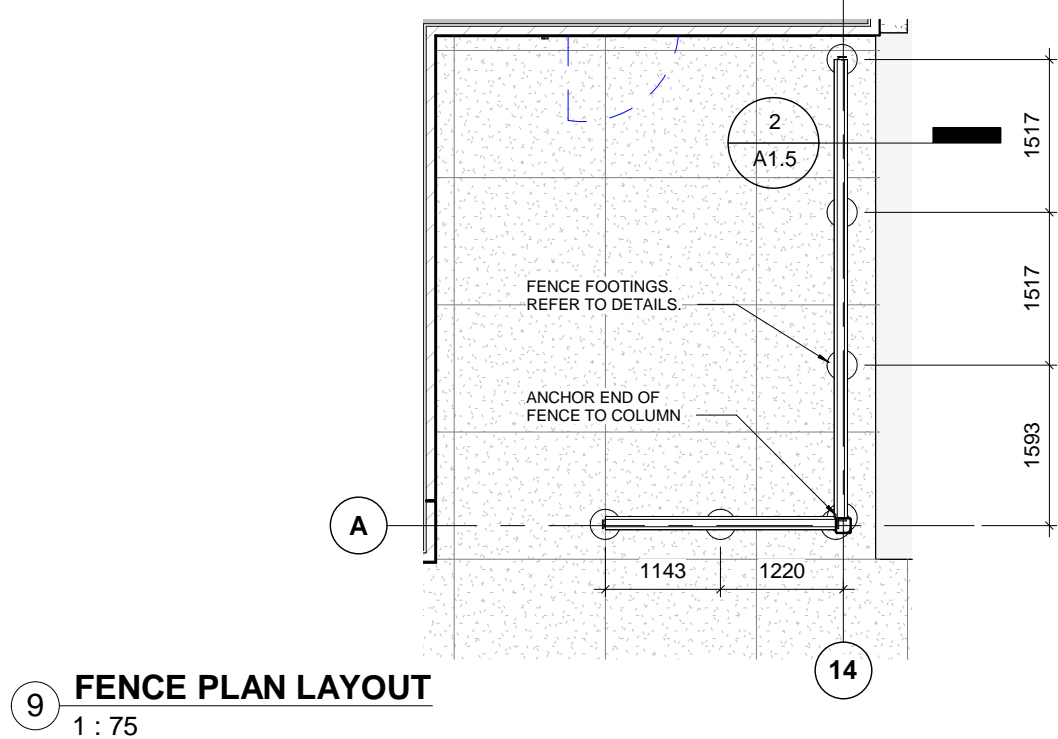 2
A1.5
1517
1517
FENCE FOOTINGS.
REFER TO DETAILS.
ANCHOR END OF
FENCE TO COLUMN
1593
A
1143
1220
14
9
FENCE PLAN LAYOUT
1 : 75